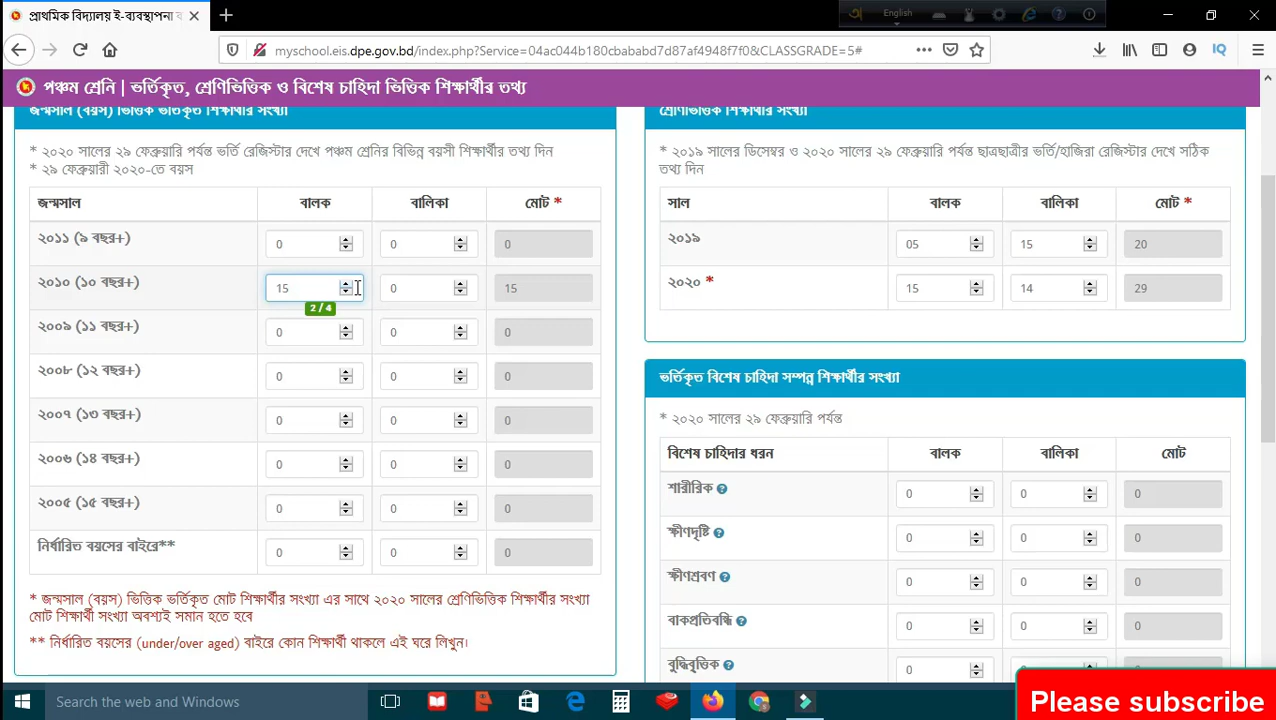 প্রাথমিক বিদ্যালয় ই-ব্যবস্থাপনা
English
myschool.eis.dpe.gov.bd/index.php?Service=04ac044b180cbababd7d87af4948f7f0&CLASSGRADE=5#
পঞ্চম শ্রেনি | ভর্তিকৃত, শ্রেণিভিত্তিক ও বিশেষ চাহিদা ভিত্তিক শিক্ষার্থীর তথ্য
জন্মসাল (বয়স) ভিত্তিক ভর্তিকৃত শিক্ষার্থীর সংখ্যা
* ২০২০ সালের ২৯ ফেব্রুয়ারি পর্যন্ত ভর্তি রেজিস্টার দেখে পঞ্চম শ্রেনির বিভিন্ন বয়সী শিক্ষার্থীর তথ্য দিন
* ২৯ ফেব্রুয়ারী ২০২০-তে বয়স
জন্মসাল বালক বালিকা মোট *
২০১১ (৯ বছর+) 0 0 0
২০১০ (১০ বছর+) 15 0 15
2 / 4
২০০৯ (১১ বছর+) 0 0 0
২০০৮ (১২ বছর+) 0 0 0
২০০৭ (১৩ বছর+) 0 0 0
২০০৬ (১৪ বছর+) 0 0 0
২০০৫ (১৫ বছর+) 0 0 0
নির্ধারিত বয়সের বাইরে** 0 0 0
* জন্মসাল (বয়স) ভিত্তিক ভর্তিকৃত মোট শিক্ষার্থীর সংখ্যা এর সাথে ২০২০ সালের শ্রেণিভিত্তিক শিক্ষার্থীর সংখ্যা
মোট শিক্ষার্থী সংখ্যা অবশ্যই সমান হতে হবে
** নির্ধারিত বয়সের (under/over aged) বাইরে কোন শিক্ষার্থী থাকলে এই ঘরে লিখুন।
শ্রেণিভিত্তিক শিক্ষার্থীর সংখ্যা
* ২০১৯ সালের ডিসেম্বর ও ২০২০ সালের ২৯ ফেব্রুয়ারি পর্যন্ত ছাত্রছাত্রীর ভর্তি/হাজিরা রেজিস্টার দেখে সঠিক
তথ্য দিন
সাল বালক বালিকা মোট *
২০১৯ 05 15 20
২০২০ * 15 14 29
ভর্তিকৃত বিশেষ চাহিদা সম্পন্ন শিক্ষার্থীর সংখ্যা
* ২০২০ সালের ২৯ ফেব্রুয়ারি পর্যন্ত
বিশেষ চাহিদার ধরন বালক বালিকা মোট
শারীরিক 0 0 0
ক্ষীণদৃষ্টি 0 0 0
ক্ষীণশ্রবণ 0 0 0
বাকপ্রতিবন্ধি 0 0 0
বুদ্ধিবৃত্তিক 0 0 0
Search the web and Windows
Please subscribe